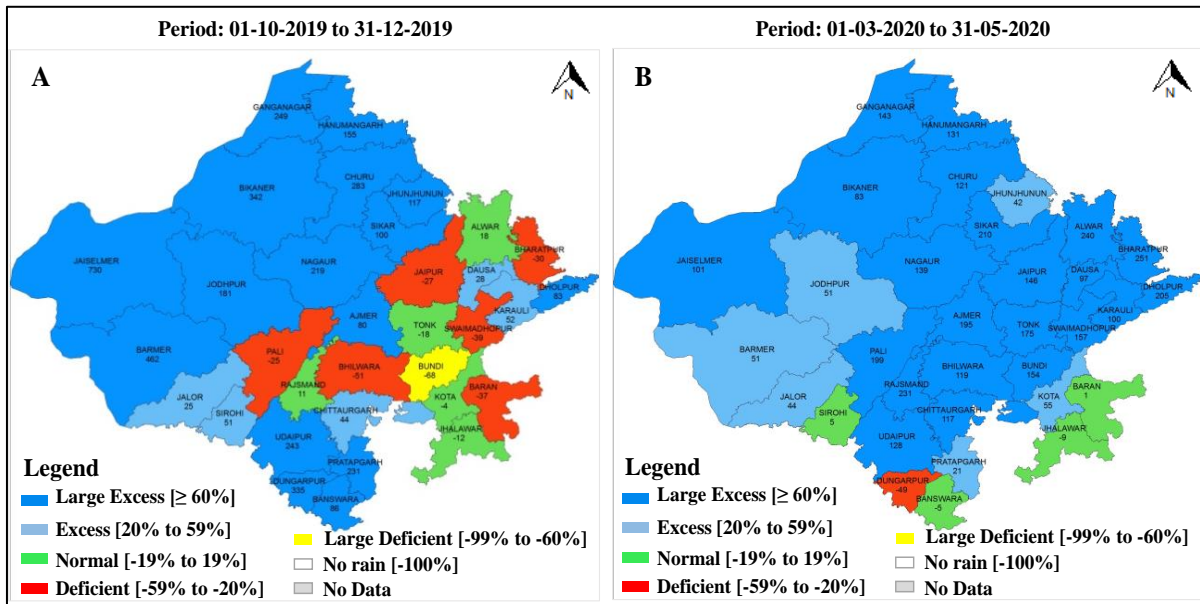 Period: 01-10-2019 to 31-12-2019
A
N
GANGANAGAR
249
HANUMANGARH
155
BIKANER
342
CHURU
283
JHUNJHUNUN
117
SIKAR
100
ALWAR
18
BHARATPUR
-30
JAISELMER
730
NAGAUR
219
JAIPUR
-27
DAUSA
28
DHOLPUR
83
JODHPUR
181
KARAULI
52
AJMER
80
TONK
-18
SWAIMADHOPUR
-39
BARMER
462
PALI
-25
BHILWARA
-51
BUNDI
-68
RAJSMAND
11
JALOR
25
SIROHI
51
CHITTAURGARH
44
KOTA
-4
BARAN
-37
JHALAWAR
-12
UDAIPUR
243
PRATAPGARH
231
DUNGARPUR
335
BANSWARA
86
Legend
Large Excess [≥ 60%]
Excess [20% to 59%]
Normal [-19% to 19%]
Deficient [-59% to -20%]
Large Deficient [-99% to -60%]
No rain [-100%]
No Data
Period: 01-03-2020 to 31-05-2020
B
N
GANGANAGAR
143
HANUMANGARH
131
BIKANER
83
CHURU
121
JHUNJHUNUN
42
SIKAR
210
ALWAR
240
BHARATPUR
251
JAISELMER
101
NAGAUR
139
JAIPUR
146
DAUSA
97
DHOLPUR
205
JODHPUR
51
KARAULI
100
AJMER
195
TONK
175
SWAIMADHOPUR
157
BARMER
51
PALI
199
BHILWARA
119
BUNDI
154
RAJSMAND
231
JALOR
44
SIROHI
5
CHITTAURGARH
117
KOTA
55
BARAN
1
JHALAWAR
-9
UDAIPUR
128
PRATAPGARH
21
DUNGARPUR
-49
BANSWARA
-5
Legend
Large Excess [≥ 60%]
Excess [20% to 59%]
Normal [-19% to 19%]
Deficient [-59% to -20%]
Large Deficient [-99% to -60%]
No rain [-100%]
No Data